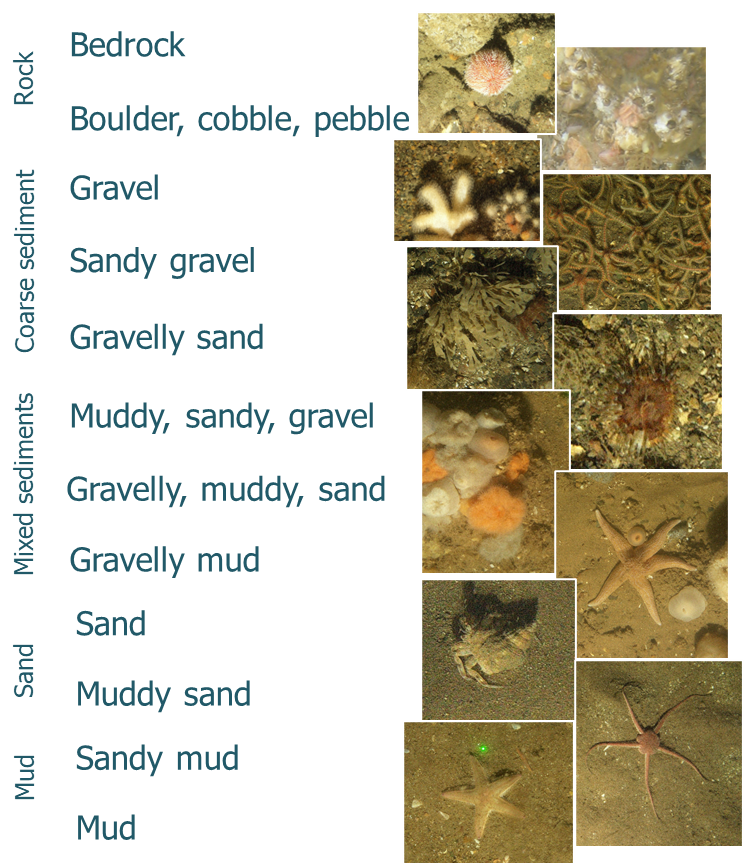 Rock
Bedrock
Boulder, cobble, pebble
Coarse sediment
Gravel
Sandy gravel
Gravelly sand
Mixed sediments
Muddy, sandy, gravel
Gravelly, muddy, sand
Gravelly mud
Sand
Sand
Muddy sand
Mud
Sandy mud
Mud